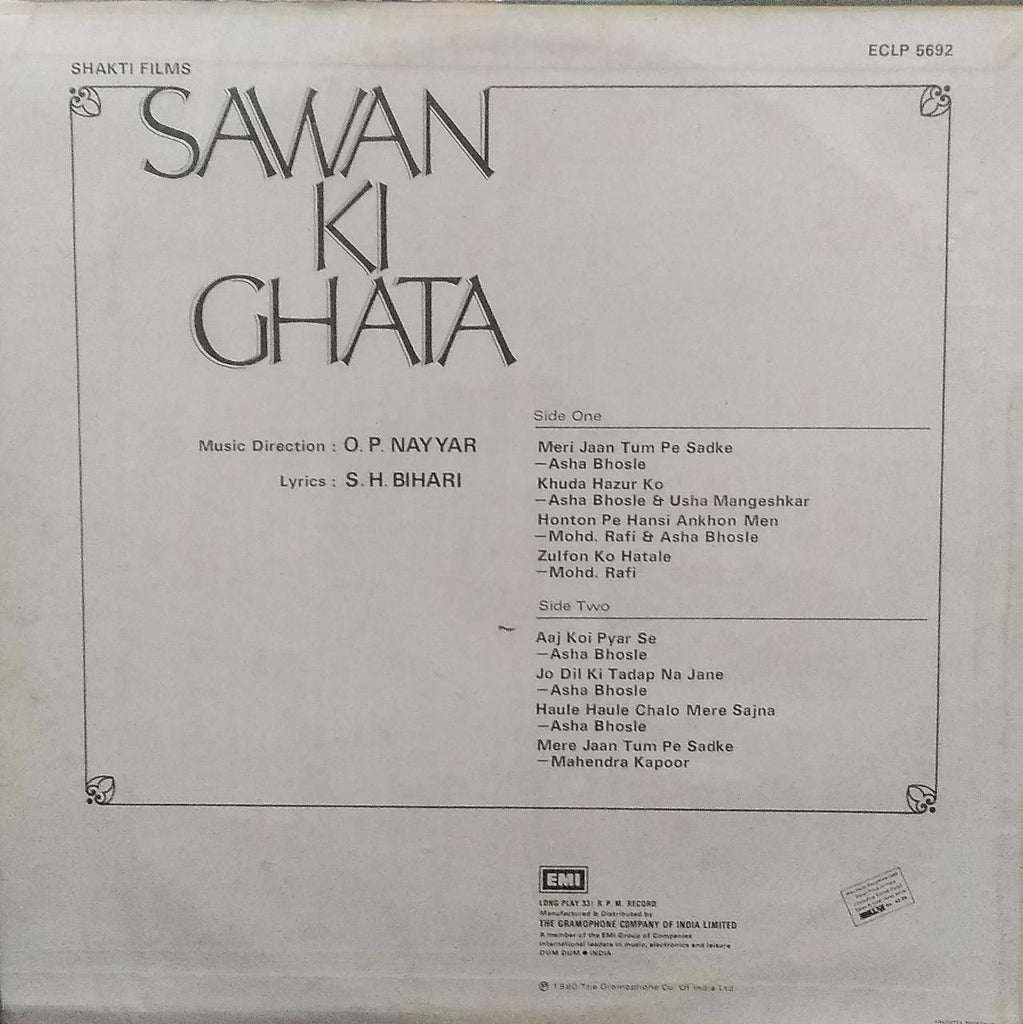 ECLP 5692
SHAKTI FILMS
SAWAN
KI
GHATA
Music Direction : O. P. NAYYAR
Lyrics : S. H. BIHARI
Side One
Meri Jaan Tum Pe Sadke
—Asha Bhosle
Khuda Hazur Ko
—Asha Bhosle & Usha Mangeshkar
Honton Pe Hansi Ankhon Men
—Mohd. Rafi & Asha Bhosle
Zulfon Ko Hatale
—Mohd. Rafi
Side Two
Aaj Koi Pyar Se
—Asha Bhosle
Jo Dil Ki Tadap Na Jane
—Asha Bhosle
Haule Haule Chalo Mere Sajna
—Asha Bhosle
Mere Jaan Tum Pe Sadke
—Mahendra Kapoor
EMI
LONG PLAY 33⅓ R. P. M. RECORD
Manufactured & Distributed by
THE GRAMOPHONE COMPANY OF INDIA LIMITED
A member of the EMI Group of Companies
International leaders in music, electronics and leisure
DUM DUM ● INDIA
℗ 1980 The Gramophone Co. Of India Ltd